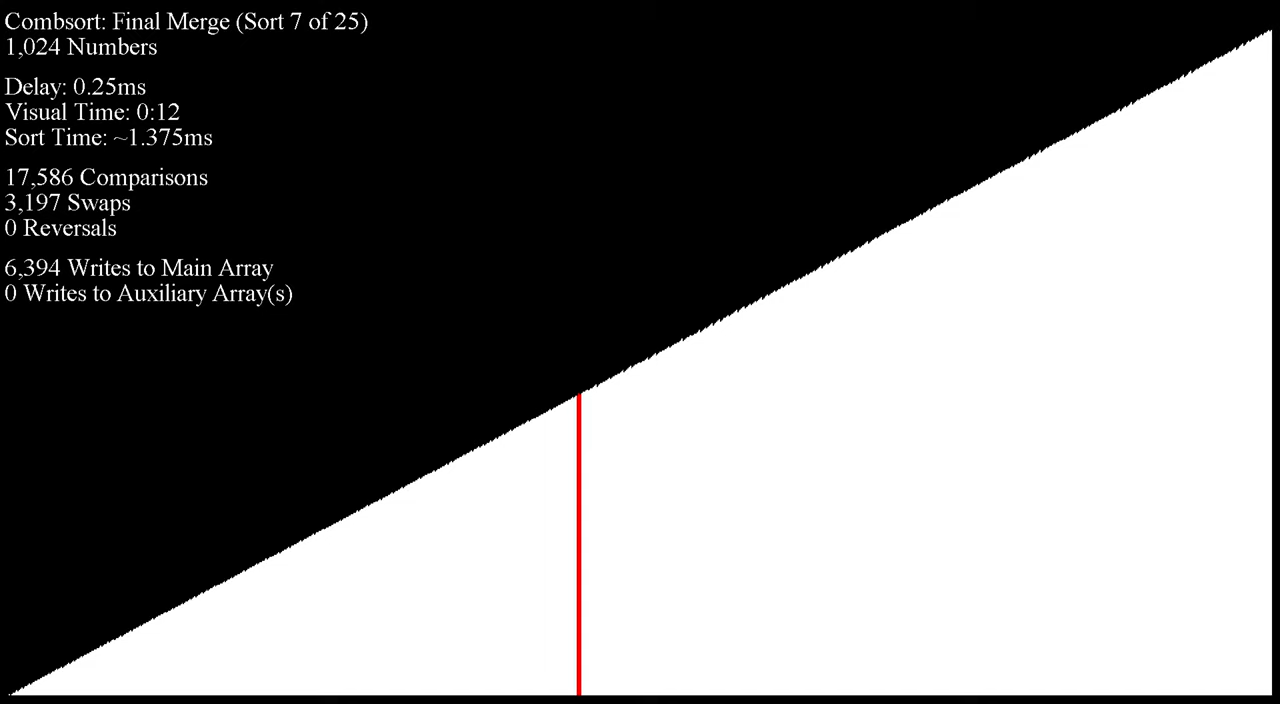 Combsort: Final Merge (Sort 7 of 25)
1,024 Numbers
Delay: 0.25ms
Visual Time: 0:12
Sort Time: ~1.375ms
17,586 Comparisons
3,197 Swaps
0 Reversals
6,394 Writes to Main Array
0 Writes to Auxiliary Array(s)